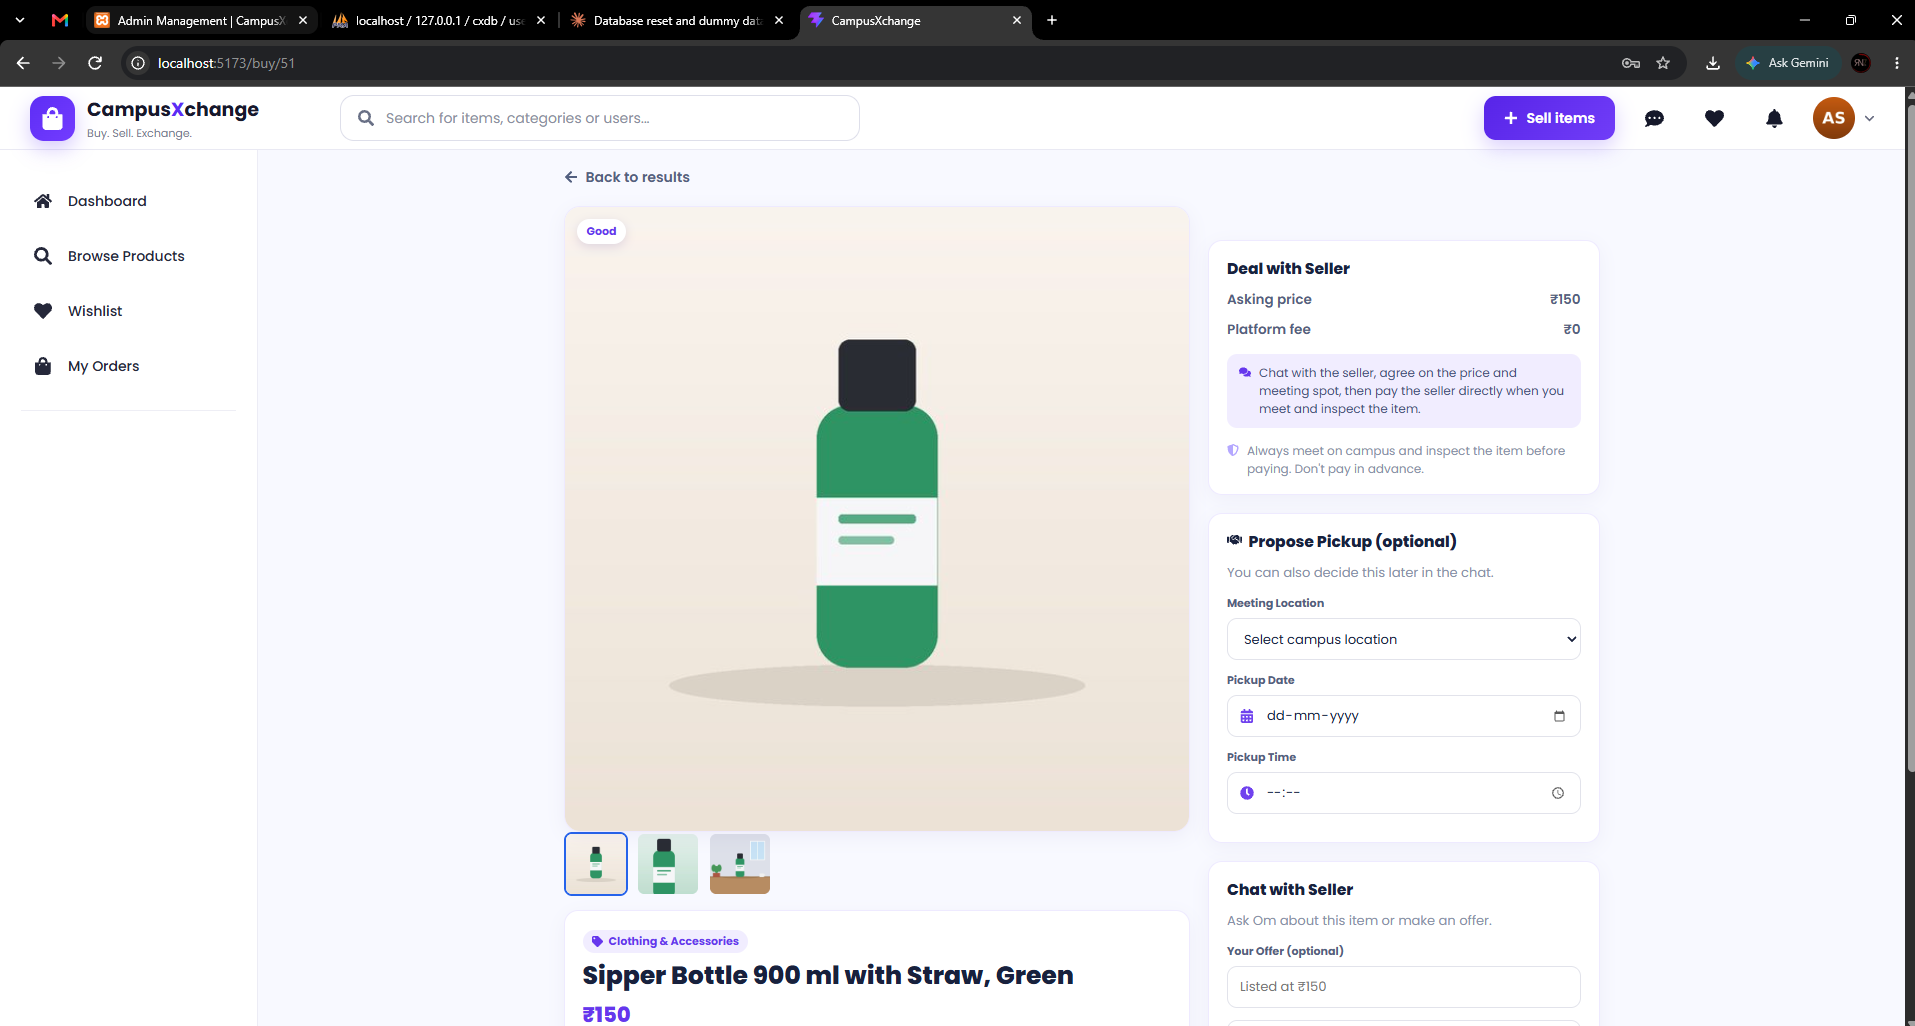 Admin Management | CampusX
localhost / 127.0.0.1 / cxdb / use
Database reset and dummy dat
CampusXchange
localhost:5173/buy/51
Ask Gemini
CampusXchange
Buy. Sell. Exchange.
Search for items, categories or users...
+ Sell items
AS
Dashboard
Browse Products
Wishlist
My Orders
Back to results
Good
Deal with Seller
Asking price ₹150
Platform fee ₹0
Chat with the seller, agree on the price and
meeting spot, then pay the seller directly when you
meet and inspect the item.
Always meet on campus and inspect the item before
paying. Don't pay in advance.
Propose Pickup (optional)
You can also decide this later in the chat.
Meeting Location
Select campus location
Pickup Date
dd-mm-yyyy
Pickup Time
--:--
Clothing & Accessories
Sipper Bottle 900 ml with Straw, Green
₹150
Chat with Seller
Ask Om about this item or make an offer.
Your Offer (optional)
Listed at ₹150